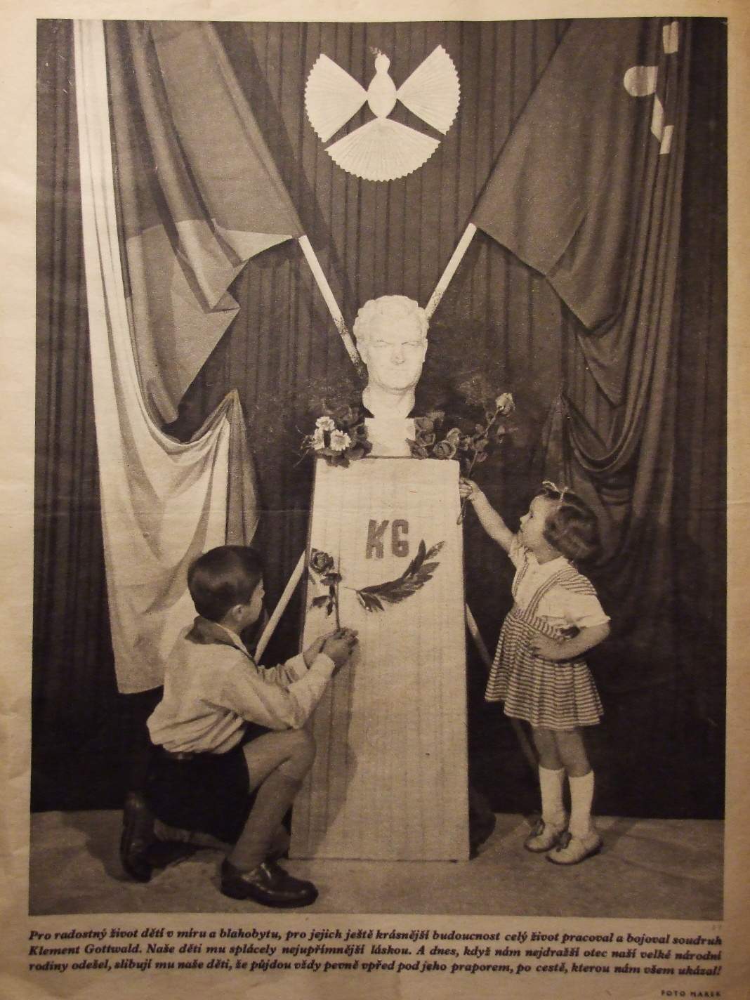 KG
Pro radostný život dětí v míru a blahobytu, pro jejich ještě krásnější budoucnost celý život pracoval a bojoval soudruh
Klement Gottwald. Naše děti mu splácely nejupřímnější láskou. A dnes, když nám nejdražší otec naší velké národní
rodiny odešel, slibují mu naše děti, že půjdou vždy pevně vpřed pod jeho praporem, po cestě, kterou nám všem ukázal!
FOTO MAREK